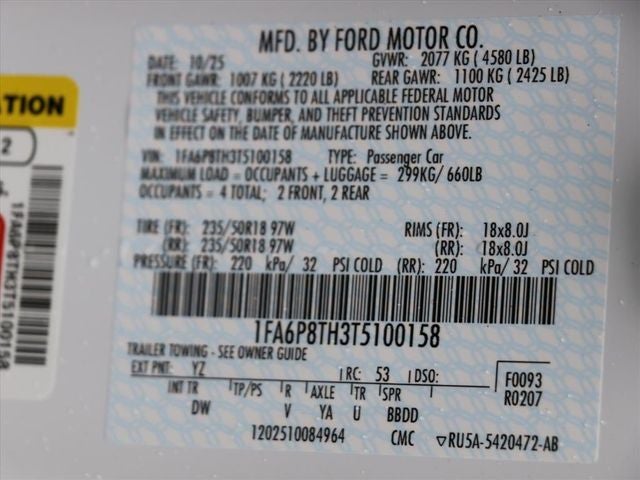 MFD. BY FORD MOTOR CO.
DATE: 10/25 GVWR: 2077 KG ( 4580 LB)
FRONT GAWR: 1007 KG ( 2220 LB) REAR GAWR: 1100 KG ( 2425 LB)
THIS VEHICLE CONFORMS TO ALL APPLICABLE FEDERAL MOTOR
VEHICLE SAFETY, BUMPER, AND THEFT PREVENTION STANDARDS
IN EFFECT ON THE DATE OF MANUFACTURE SHOWN ABOVE.
VIN: 1FA6P8TH3T5100158 TYPE: Passenger Car
MAXIMUM LOAD = OCCUPANTS + LUGGAGE = 299KG/ 660LB
OCCUPANTS = 4 TOTAL; 2 FRONT, 2 REAR
TIRE (FR): 235/50R18 97W RIMS (FR): 18x8.0J
(RR): 235/50R18 97W (RR): 18x8.0J
PRESSURE (FR): 220 kPa/ 32 PSI COLD (RR): 220 kPa/ 32 PSI COLD
1FA6P8TH3T5100158
TRAILER TOWING - SEE OWNER GUIDE
EXT PNT: YZ RC: 53 DSO: F0093
INT TR TP/PS R AXLE TR SPR R0207
DW V YA U BBDD
1202510084964 CMC RU5A-5420472-AB
ATION
2
1FA6P8TH3T5100158